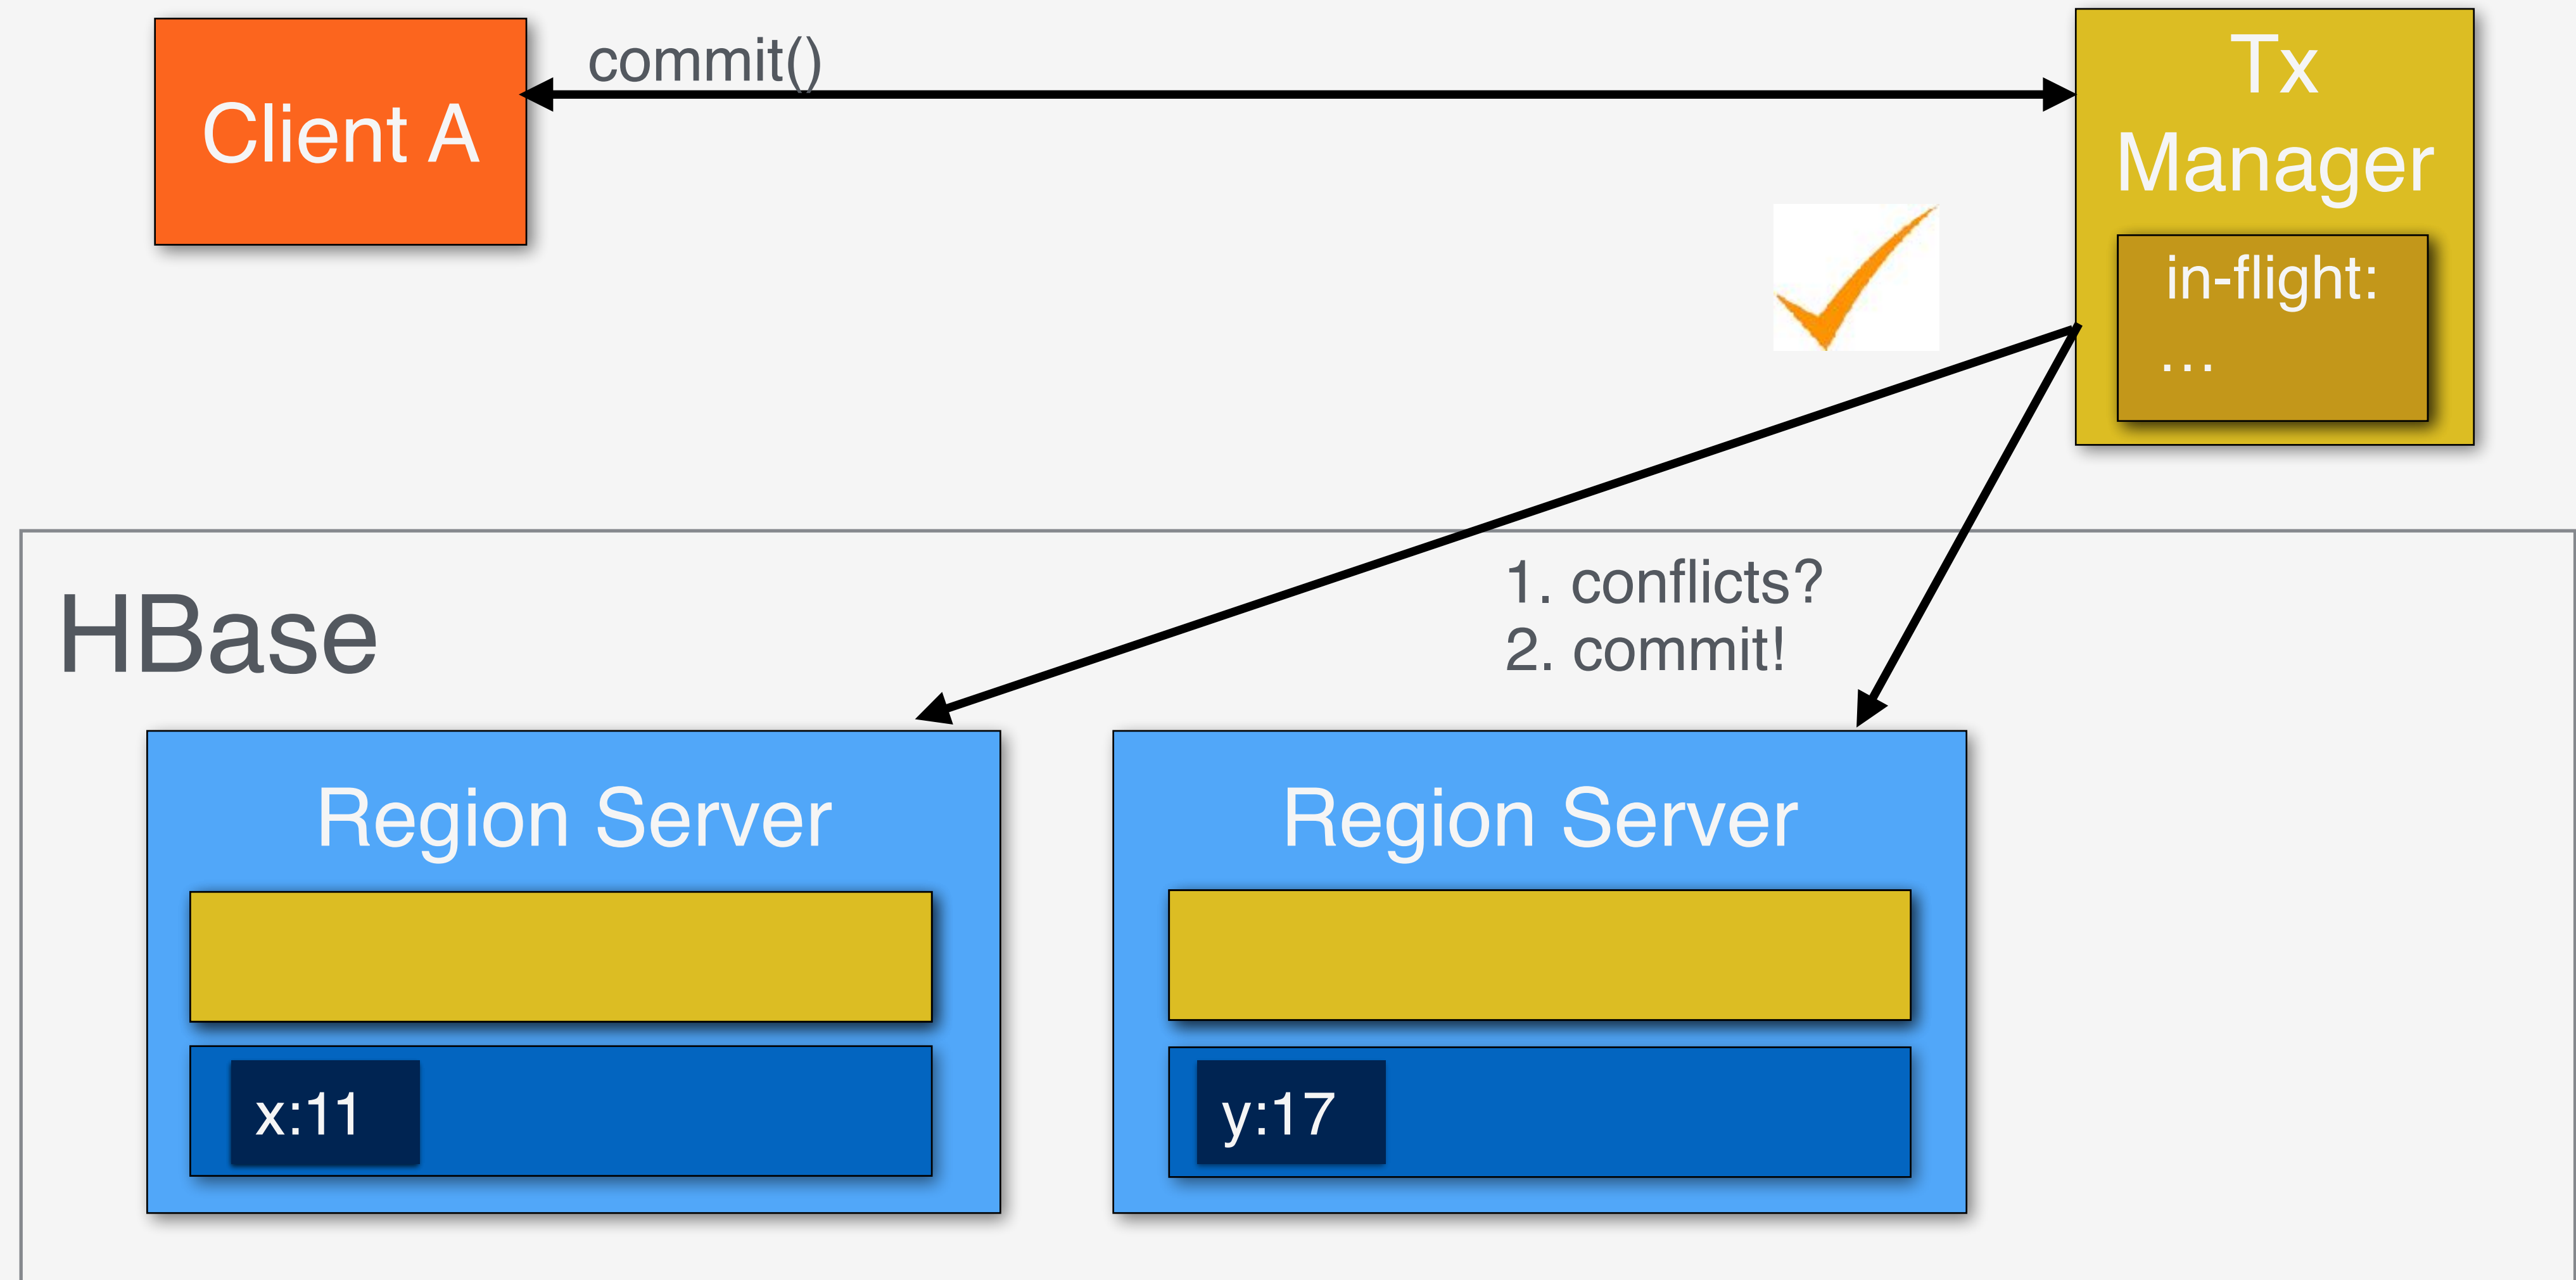 commit()
Client A
Tx
Manager
in-flight:
...
HBase
1. conflicts?
2. commit!
Region Server
Region Server
x:11
y:17